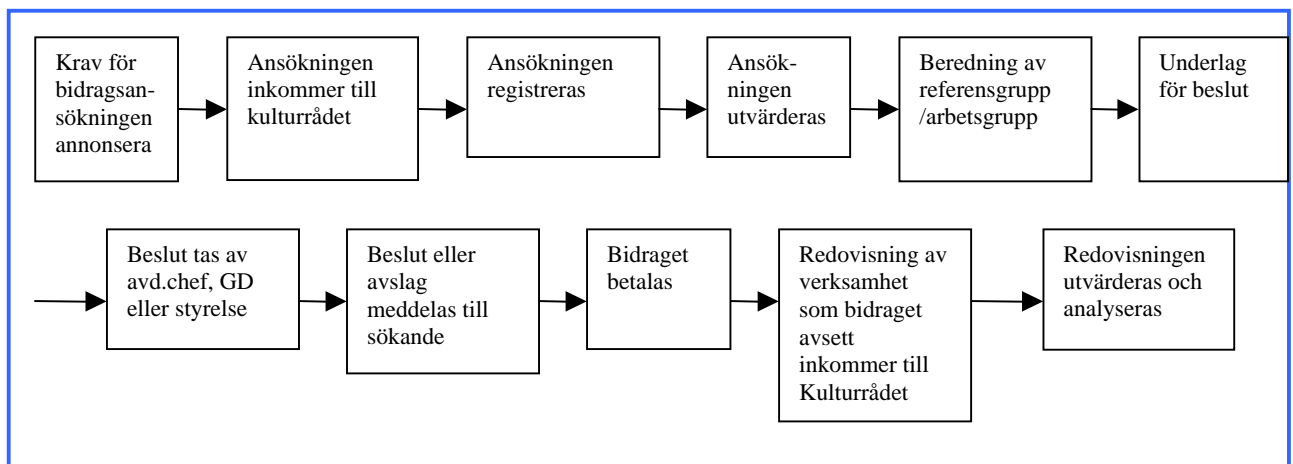 Krav för
bidragsan-
sökningen
annonsera
Ansökningen
inkommer till
kulturrådet
Ansökningen
registreras
Ansök-
ningen
utvärderas
Beredning av
referensgrupp
/arbetsgrupp
Underlag
för beslut
Beslut tas av
avd.chef, GD
eller styrelse
Beslut eller
avslag
meddelas till
sökande
Bidraget
betalas
Redovisning av
verksamhet
som bidraget
avsett
inkommer till
Kulturrådet
Redovisningen
utvärderas och
analyseras